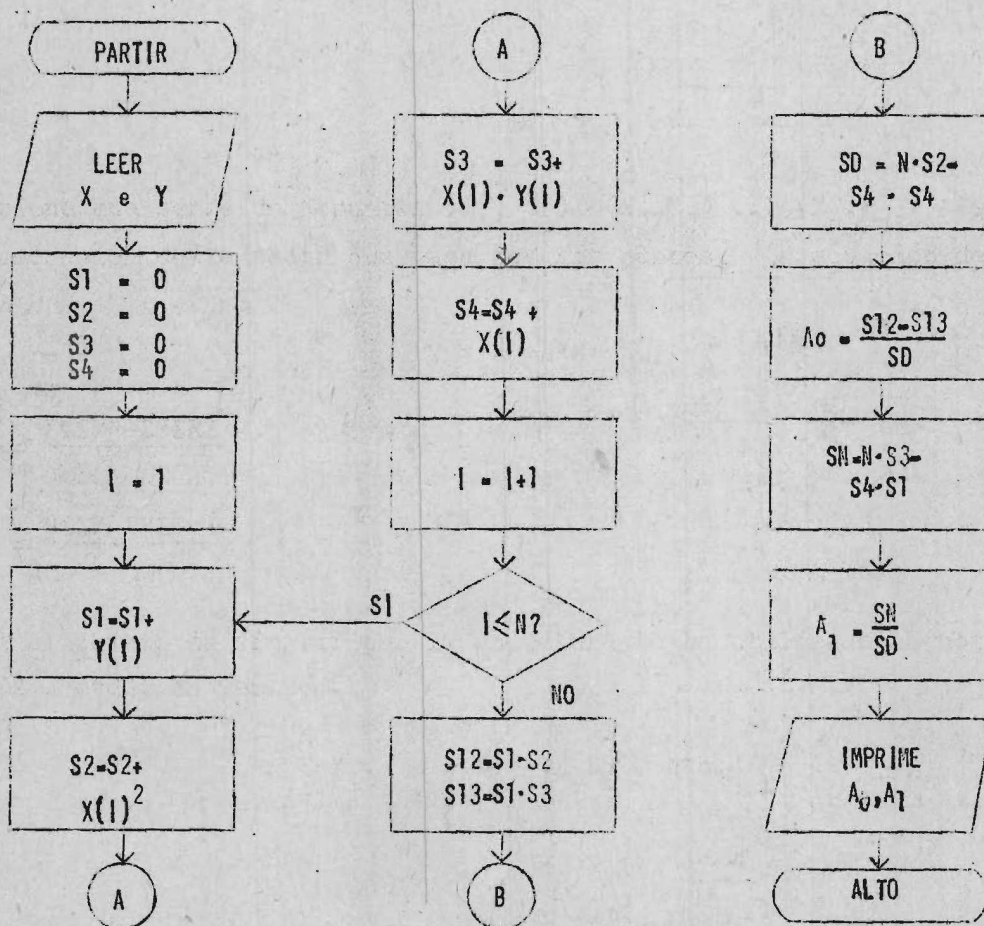 PARTIR
LEER
X e Y
S1 = 0
S2 = 0
S3 = 0
S4 = 0
I = 1
S1=S1+
Y(I)
S2=S2+
X(I)²
A
A
S3 = S3+
X(I)·Y(I)
S4=S4 +
X(I)
I = I+1
I≤N?
SI
NO
S12=S1·S2
S13=S1·S3
B
B
SD = N·S2-
S4 · S4
Ao = S12-S13
SD
SN=N·S3-
S4·S1
A₁ = SN
SD
IMPRIME
A₀,A₁
ALTO